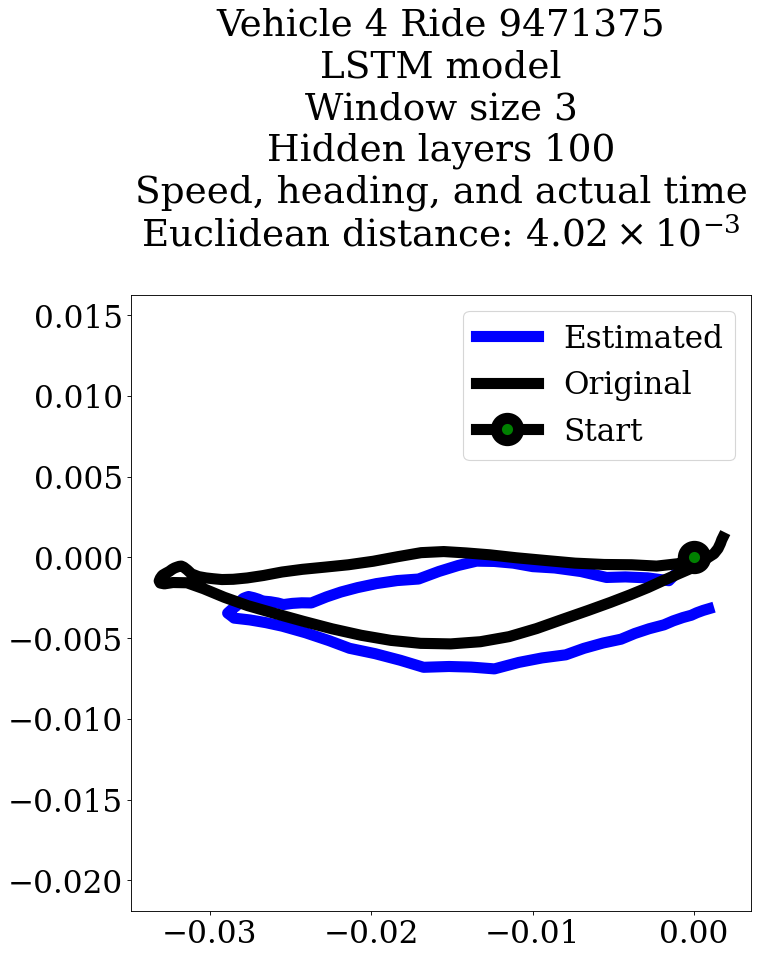 Vehicle 4 Ride 9471375
LSTM model
Window size 3
Hidden layers 100
Speed, heading, and actual time
Euclidean distance: 4.02 × 10⁻³
Estimated
Original
Start
0.015
0.010
0.005
0.000
−0.005
−0.010
−0.015
−0.020
−0.03 −0.02 −0.01 0.00